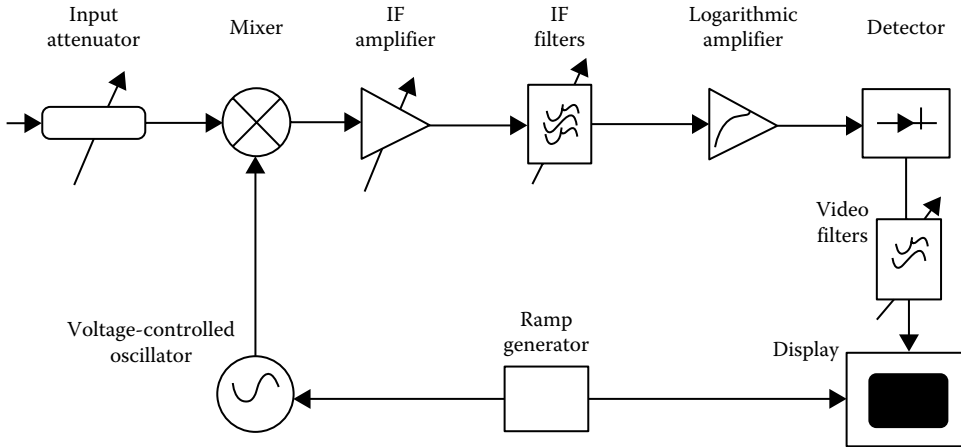 Input
attenuator
Mixer
IF
amplifier
IF
filters
Logarithmic
amplifier
Detector
Video
filters
Voltage-controlled
oscillator
Ramp
generator
Display